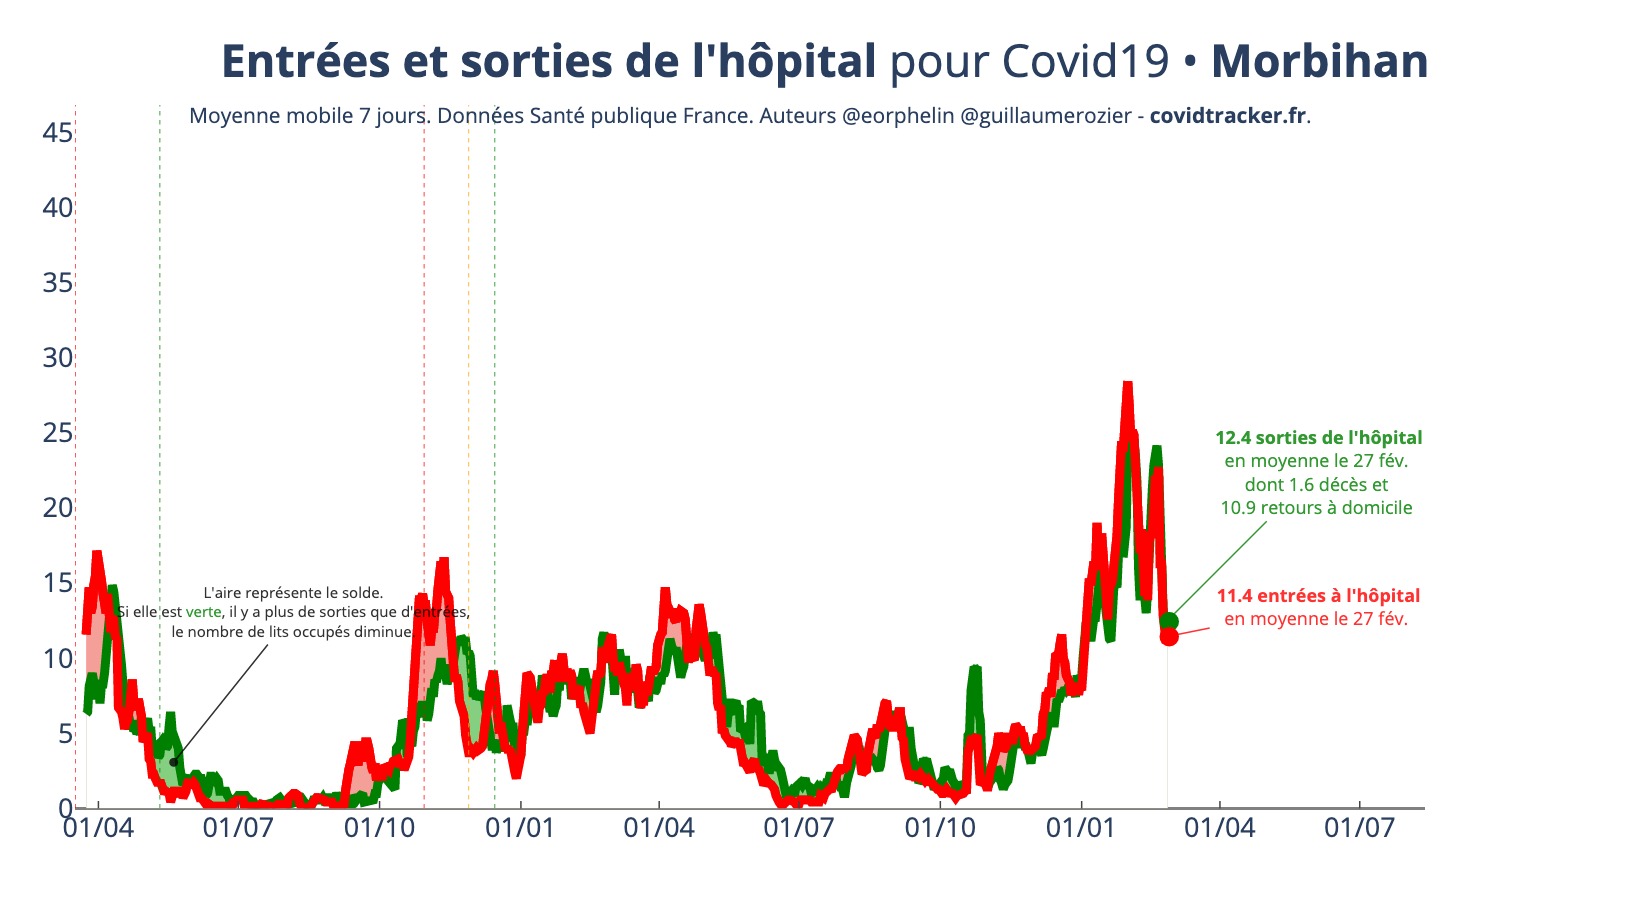 Entrées et sorties de l'hôpital pour Covid19 • Morbihan
Moyenne mobile 7 jours. Données Santé publique France. Auteurs @eorphelin @guillaumerozier - covidtracker.fr.
45
40
35
30
25
20
15
10
5
0
12.4 sorties de l'hôpital
en moyenne le 27 fév.
dont 1.6 décès et
10.9 retours à domicile
L'aire représente le solde.
Si elle est verte, il y a plus de sorties que d'entrées,
le nombre de lits occupés diminue.
11.4 entrées à l'hôpital
en moyenne le 27 fév.
01/04 01/07 01/10 01/01 01/04 01/07 01/10 01/01 01/04 01/07